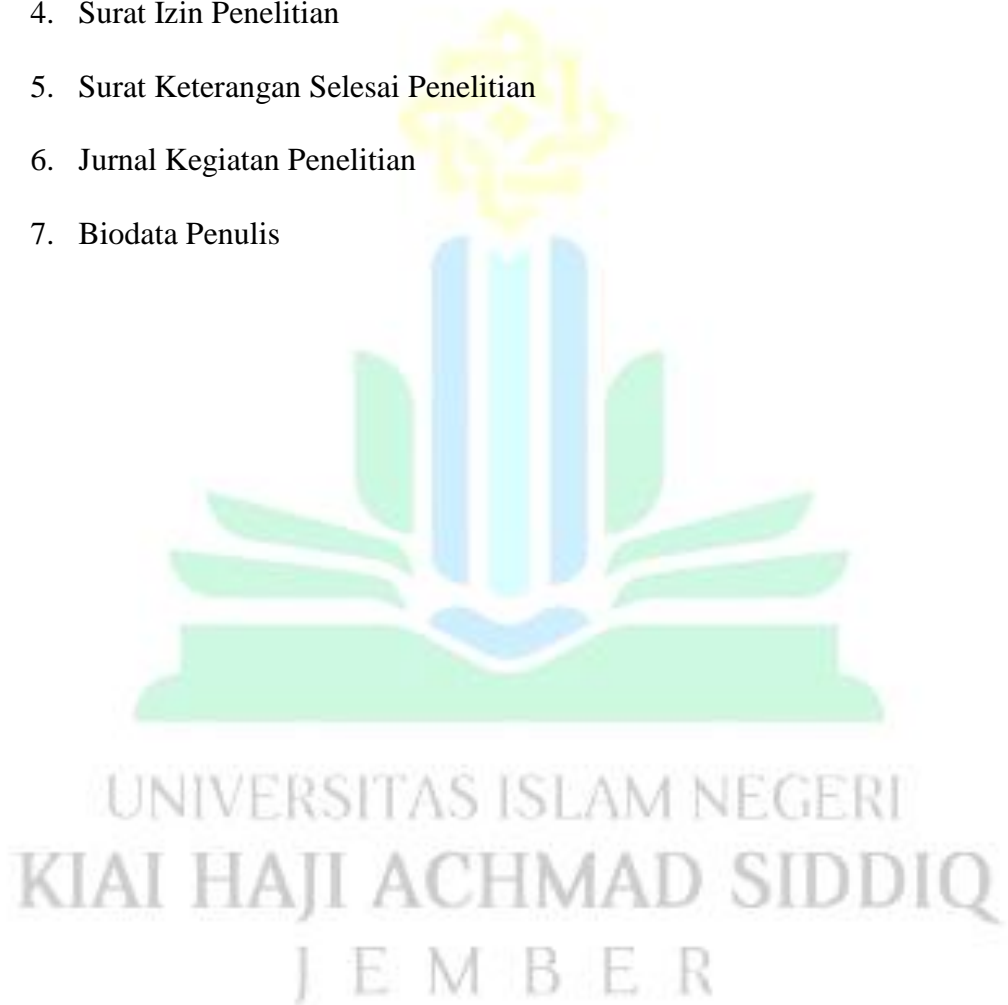 4. Surat Izin Penelitian
5. Surat Keterangan Selesai Penelitian
6. Jurnal Kegiatan Penelitian
7. Biodata Penulis
UNIVERSITAS ISLAM NEGERI
KIAI HAJI ACHMAD SIDDIQ
JEMBER